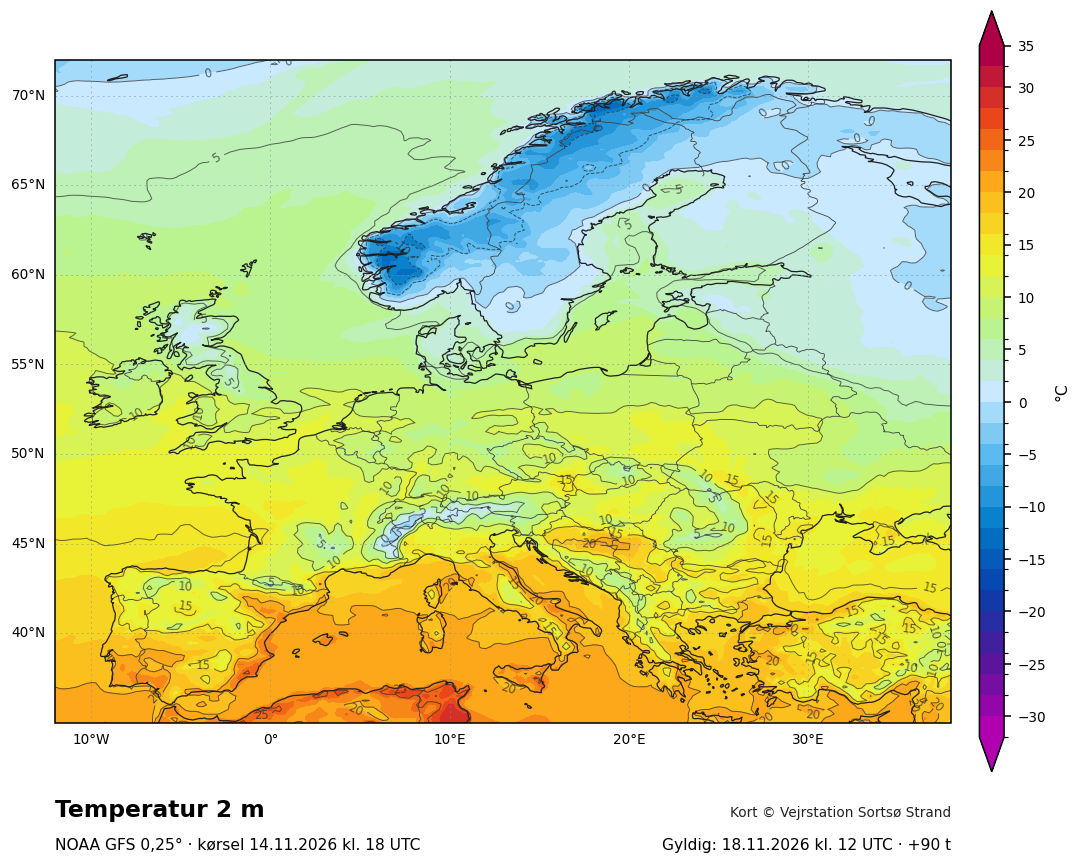 70°N
65°N
60°N
55°N
50°N
45°N
40°N
10°W
0°
10°E
20°E
30°E
35
30
25
20
15
10
5
0
−5
−10
−15
−20
−25
−30
°C
Temperatur 2 m
Kort © Vejrstation Sortsø Strand
NOAA GFS 0,25° · kørsel 14.11.2026 kl. 18 UTC
Gyldig: 18.11.2026 kl. 12 UTC · +90 t